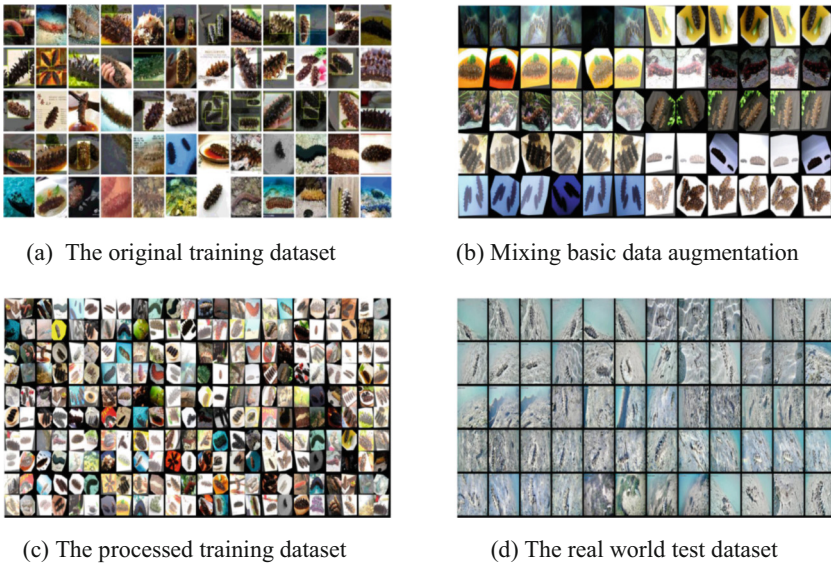 (a) The original training dataset
(b) Mixing basic data augmentation
(c) The processed training dataset
(d) The real world test dataset